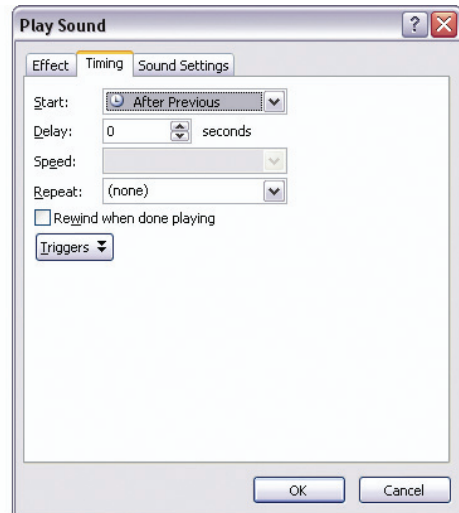 Play Sound
Effect Timing Sound Settings
Start: After Previous
Delay: 0 seconds
Speed:
Repeat: (none)
Rewind when done playing
Triggers
OK Cancel